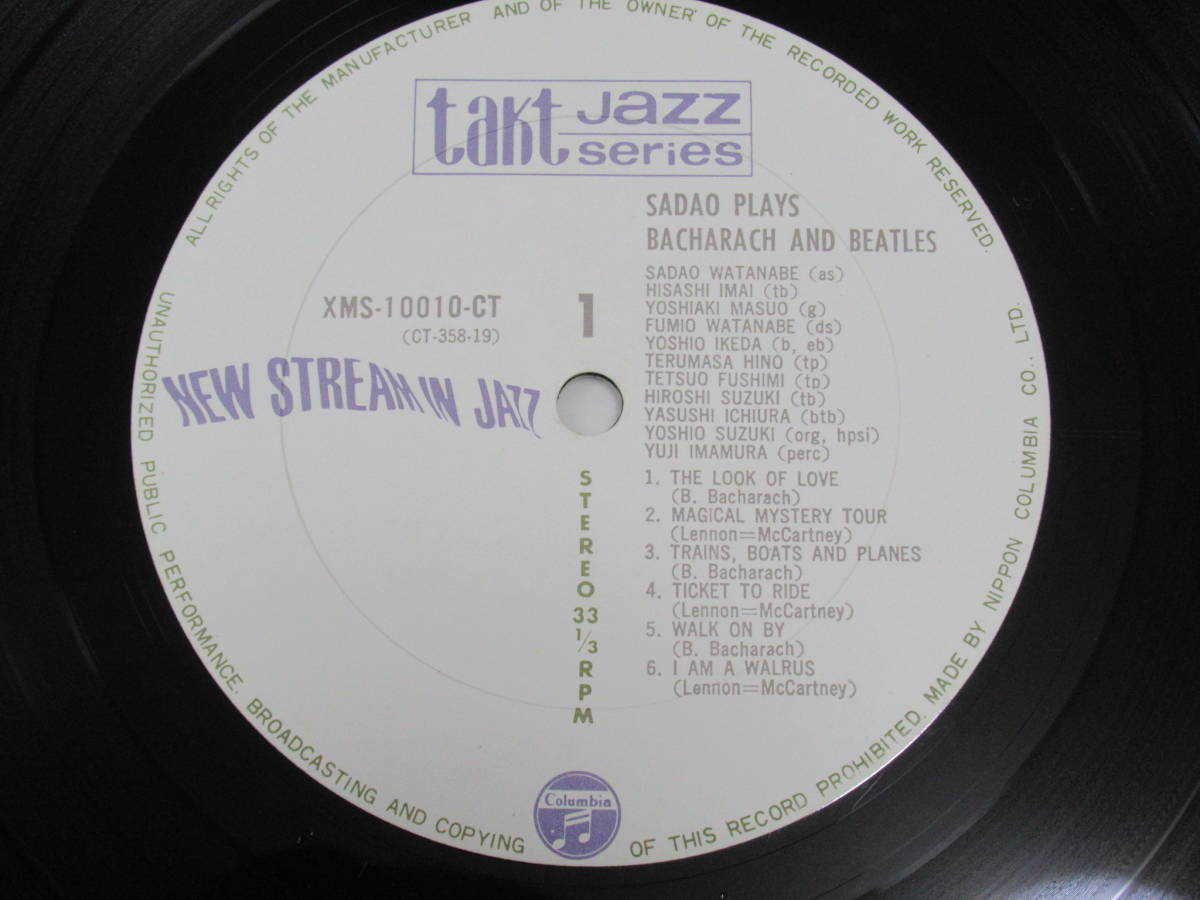 ALL RIGHTS OF THE MANUFACTURER AND OF THE OWNER OF THE RECORDED WORK RESERVED.
takt Jazz
series
SADAO PLAYS
BACHARACH AND BEATLES
SADAO WATANABE (as)
HISASHI IMAI (tb)
YOSHIAKI MASUO (g)
FUMIO WATANABE (ds)
YOSHIO IKEDA (b, eb)
TERUMASA HINO (tp)
TETSUO FUSHIMI (tp)
HIROSHI SUZUKI (tb)
YASUSHI ICHIURA (btb)
YOSHIO SUZUKI (org, hpsi)
YUJI IMAMURA (perc)
XMS-10010-CT
(CT-358-19)
1
NEW STREAM IN JAZZ
STEREO 33 1/3 RPM
1. THE LOOK OF LOVE
(B. Bacharach)
2. MAGICAL MYSTERY TOUR
(Lennon=McCartney)
3. TRAINS, BOATS AND PLANES
(B. Bacharach)
4. TICKET TO RIDE
(Lennon=McCartney)
5. WALK ON BY
(B. Bacharach)
6. I AM A WALRUS
(Lennon=McCartney)
Columbia
UNAUTHORIZED PUBLIC PERFORMANCE. BROADCASTING AND COPYING OF THIS RECORD PROHIBITED. MADE BY NIPPON COLUMBIA CO., LTD.